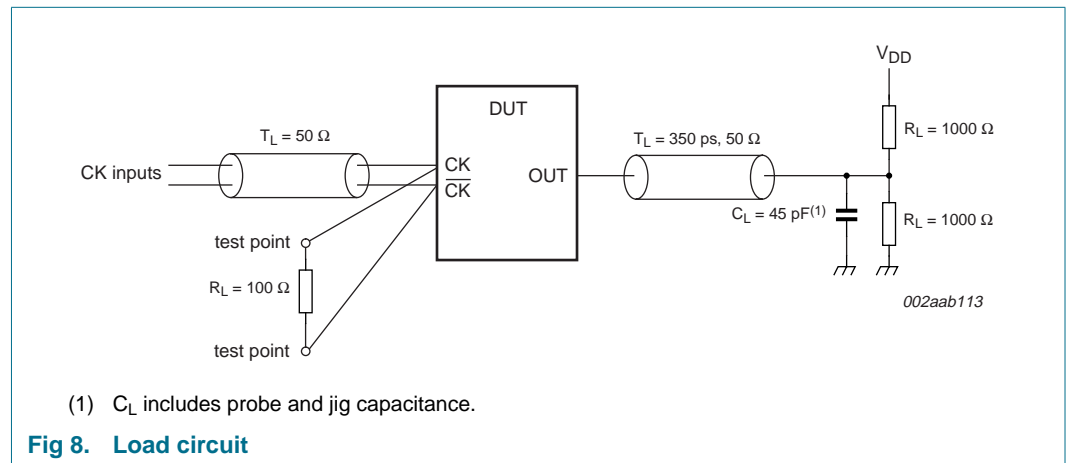 V_DD
DUT
R_L = 1000 Ω
T_L = 50 Ω
T_L = 350 ps, 50 Ω
CK inputs
CK
C̅K̅
OUT
C_L = 45 pF(1)
R_L = 1000 Ω
test point
R_L = 100 Ω
002aab113
test point
(1) C_L includes probe and jig capacitance.
Fig 8. Load circuit